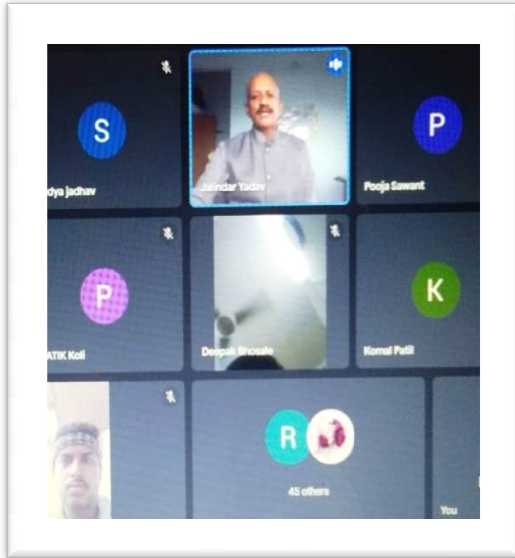 S
dya jadhav
Jalindar Yadav
P
Pooja Sawant
P
ATIK Koli
Deepak Bhosale
K
Komal Patil
R
45 others
You